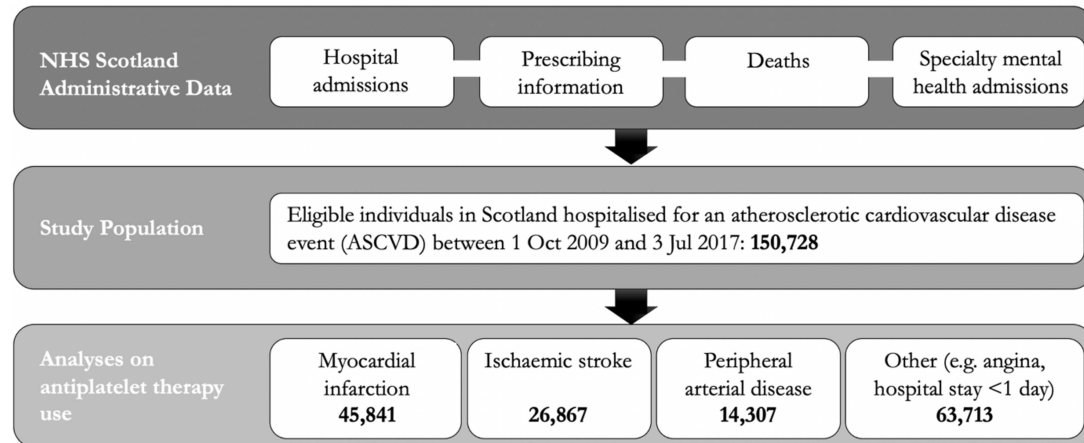 NHS Scotland
Administrative Data
Hospital
admissions
Prescribing
information
Deaths
Specialty mental
health admissions
Study Population
Eligible individuals in Scotland hospitalised for an atherosclerotic cardiovascular disease
event (ASCVD) between 1 Oct 2009 and 3 Jul 2017: 150,728
Analyses on
antiplatelet therapy
use
Myocardial
infarction
45,841
Ischaemic stroke
26,867
Peripheral
arterial disease
14,307
Other (e.g. angina,
hospital stay <1 day)
63,713